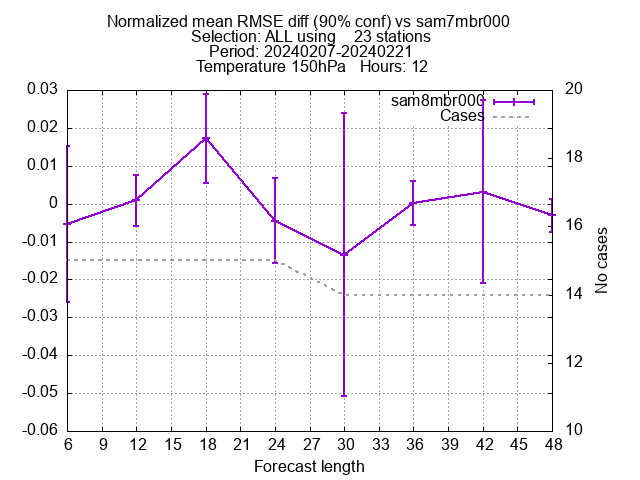 Normalized mean RMSE diff (90% conf) vs sam7mbr000
Selection: ALL using    23 stations
Period: 20240207-20240221
Temperature 150hPa   Hours: 12
sam8mbr000
Cases
0.03
0.02
0.01
0
-0.01
-0.02
-0.03
-0.04
-0.05
-0.06
20
18
16
14
12
10
No cases
6 9 12 15 18 21 24 27 30 33 36 39 42 45 48
Forecast length